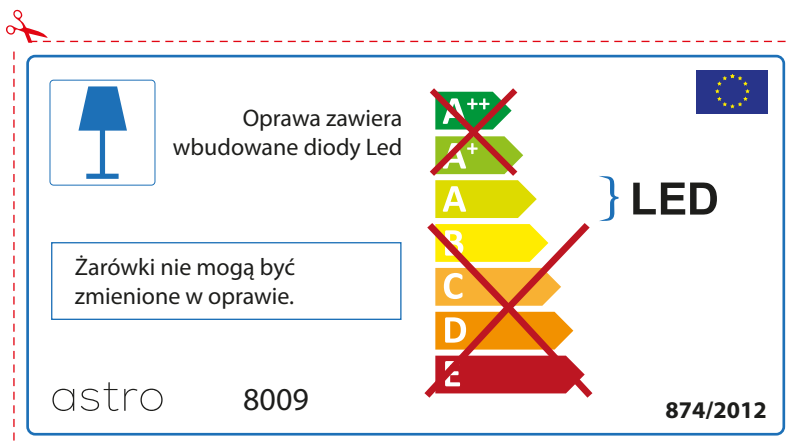 Oprawa zawiera
wbudowane diody Led
A++
A+
A
B
C
D
E
LED
Żarówki nie mogą być
zmienione w oprawie.
astro 8009
874/2012